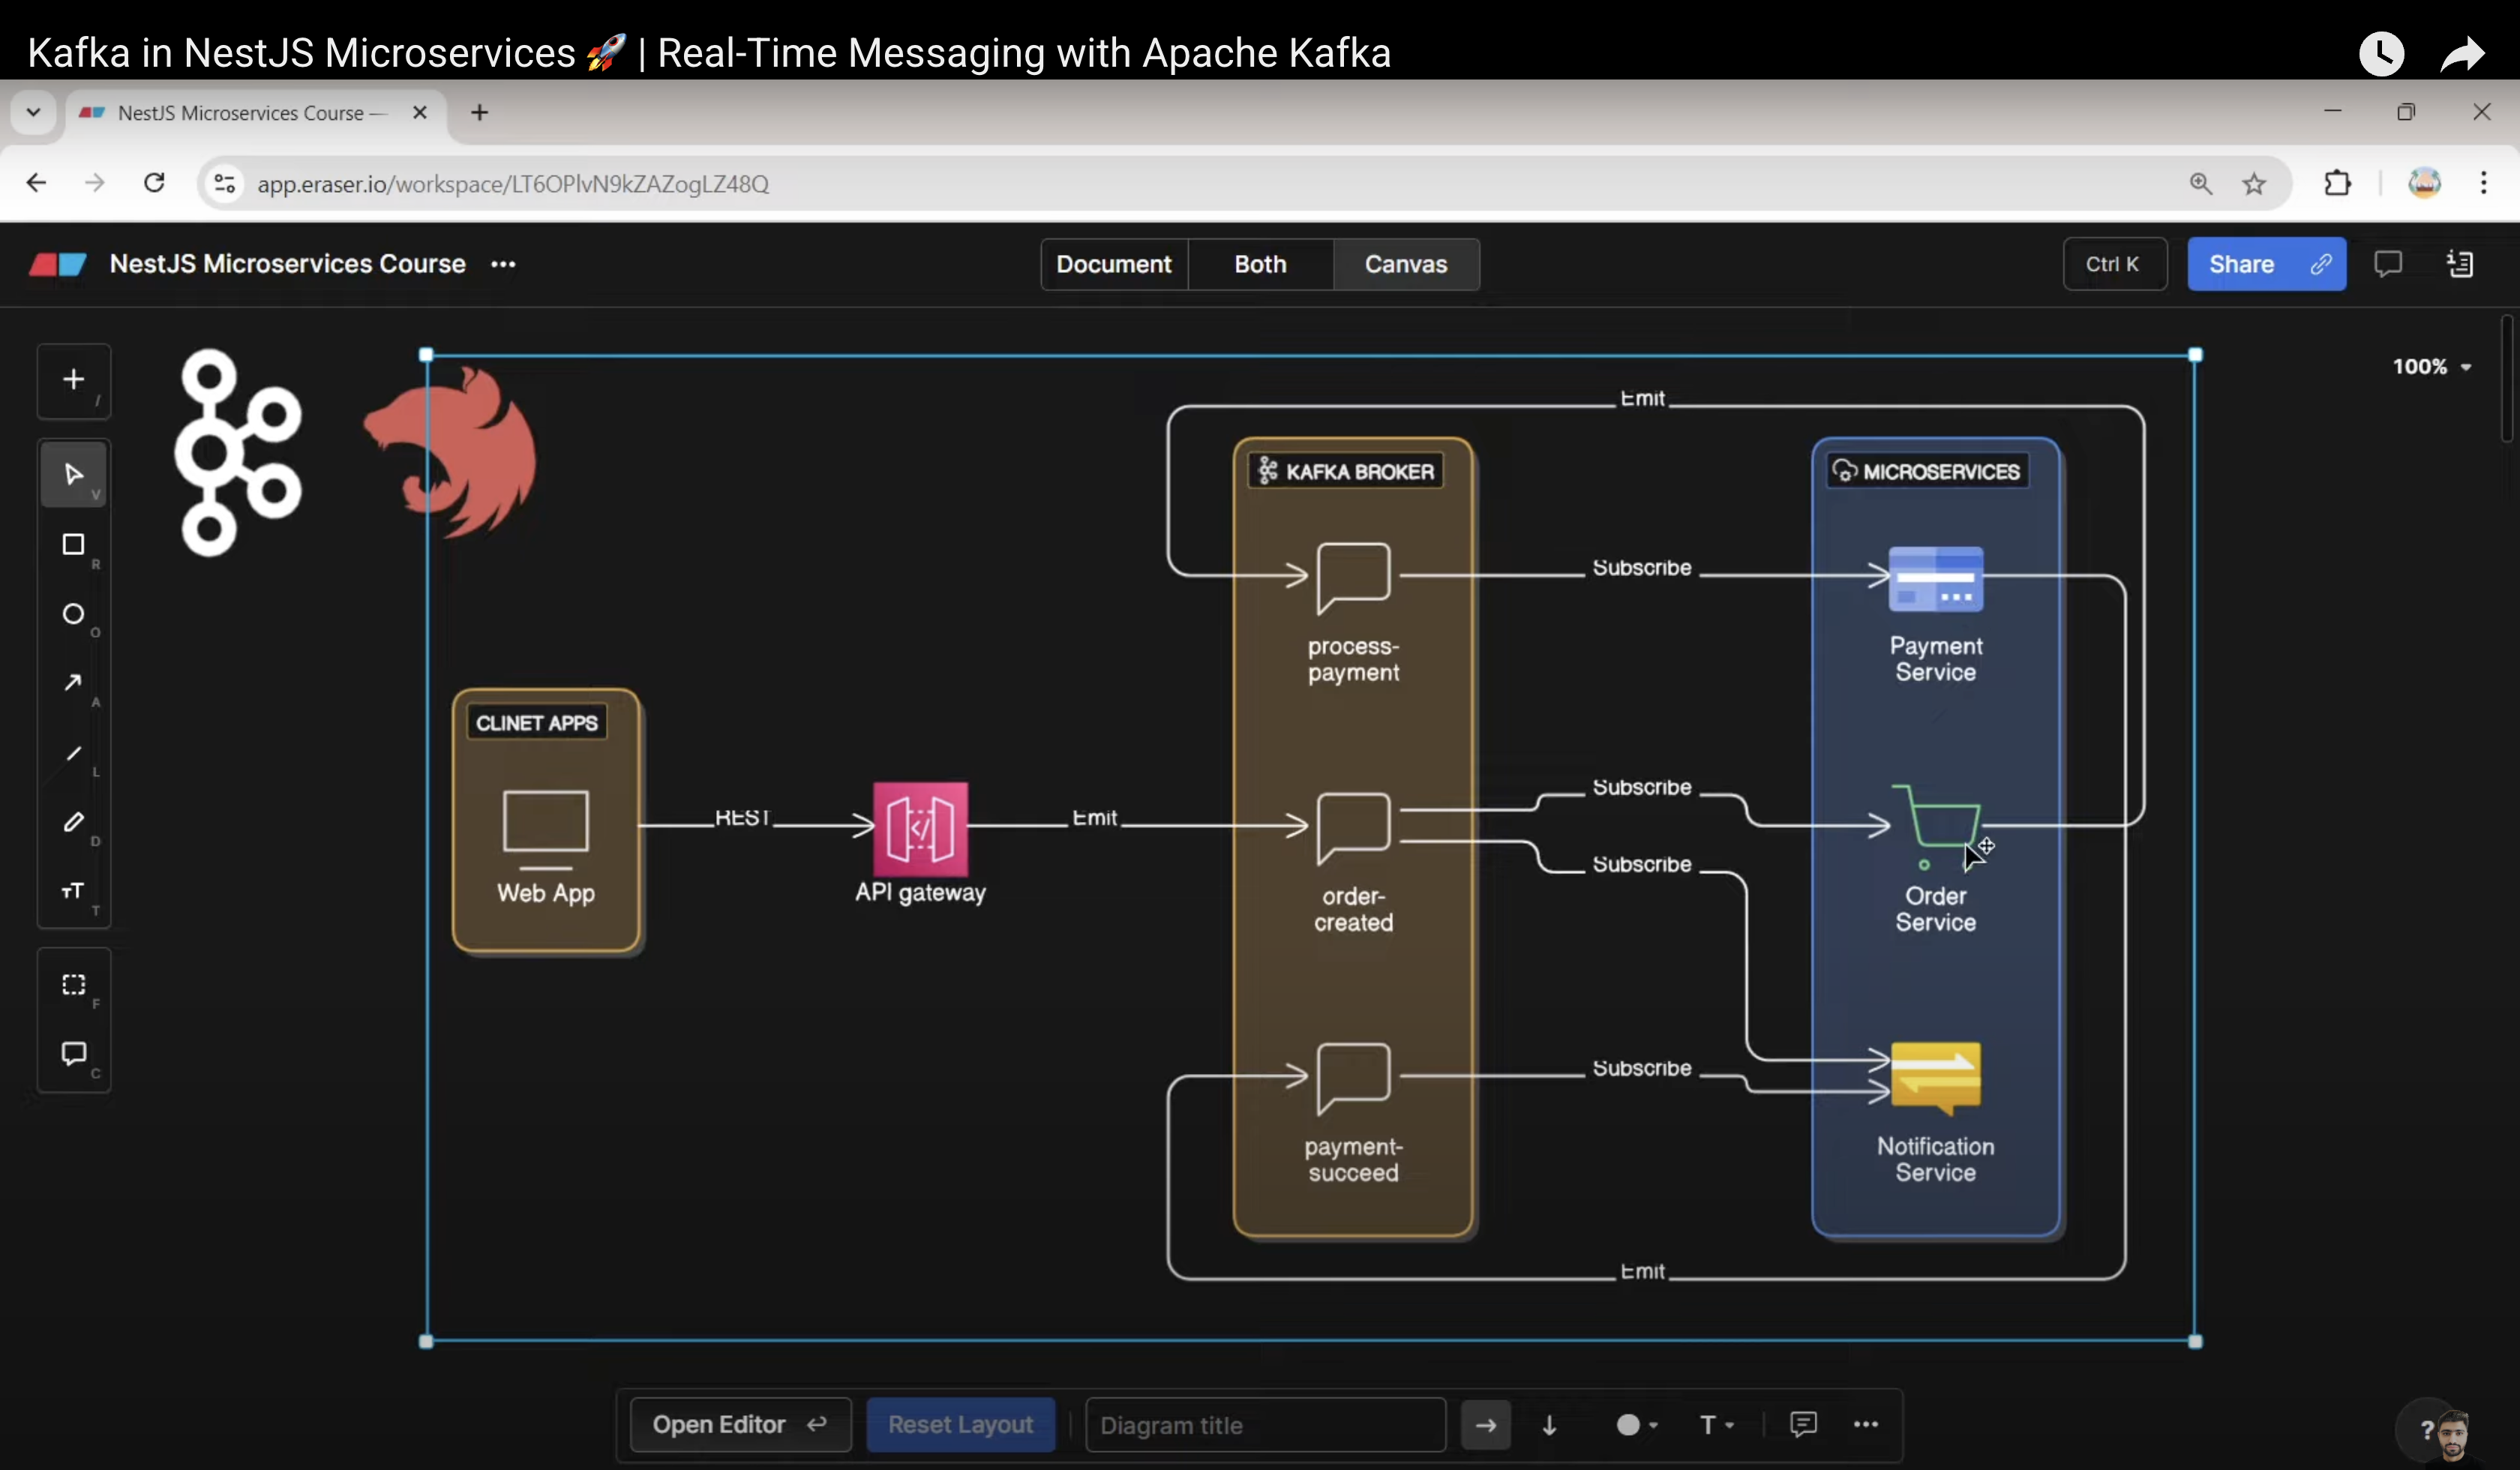 Kafka in NestJS Microservices 🚀 | Real-Time Messaging with Apache Kafka
NestJS Microservices Course —
app.eraser.io/workspace/LT6OPlvN9kZAZogLZ48Q
NestJS Microservices Course
Document
Both
Canvas
Ctrl K
Share
100%
/
V
R
O
A
L
D
T
F
C
Emit
KAFKA BROKER
MICROSERVICES
Subscribe
process-
payment
Payment
Service
CLINET APPS
Web App
REST
API gateway
Emit
order-
created
Subscribe
Subscribe
Order
Service
payment-
succeed
Subscribe
Notification
Service
Emit
Open Editor
Reset Layout
Diagram title
T
?